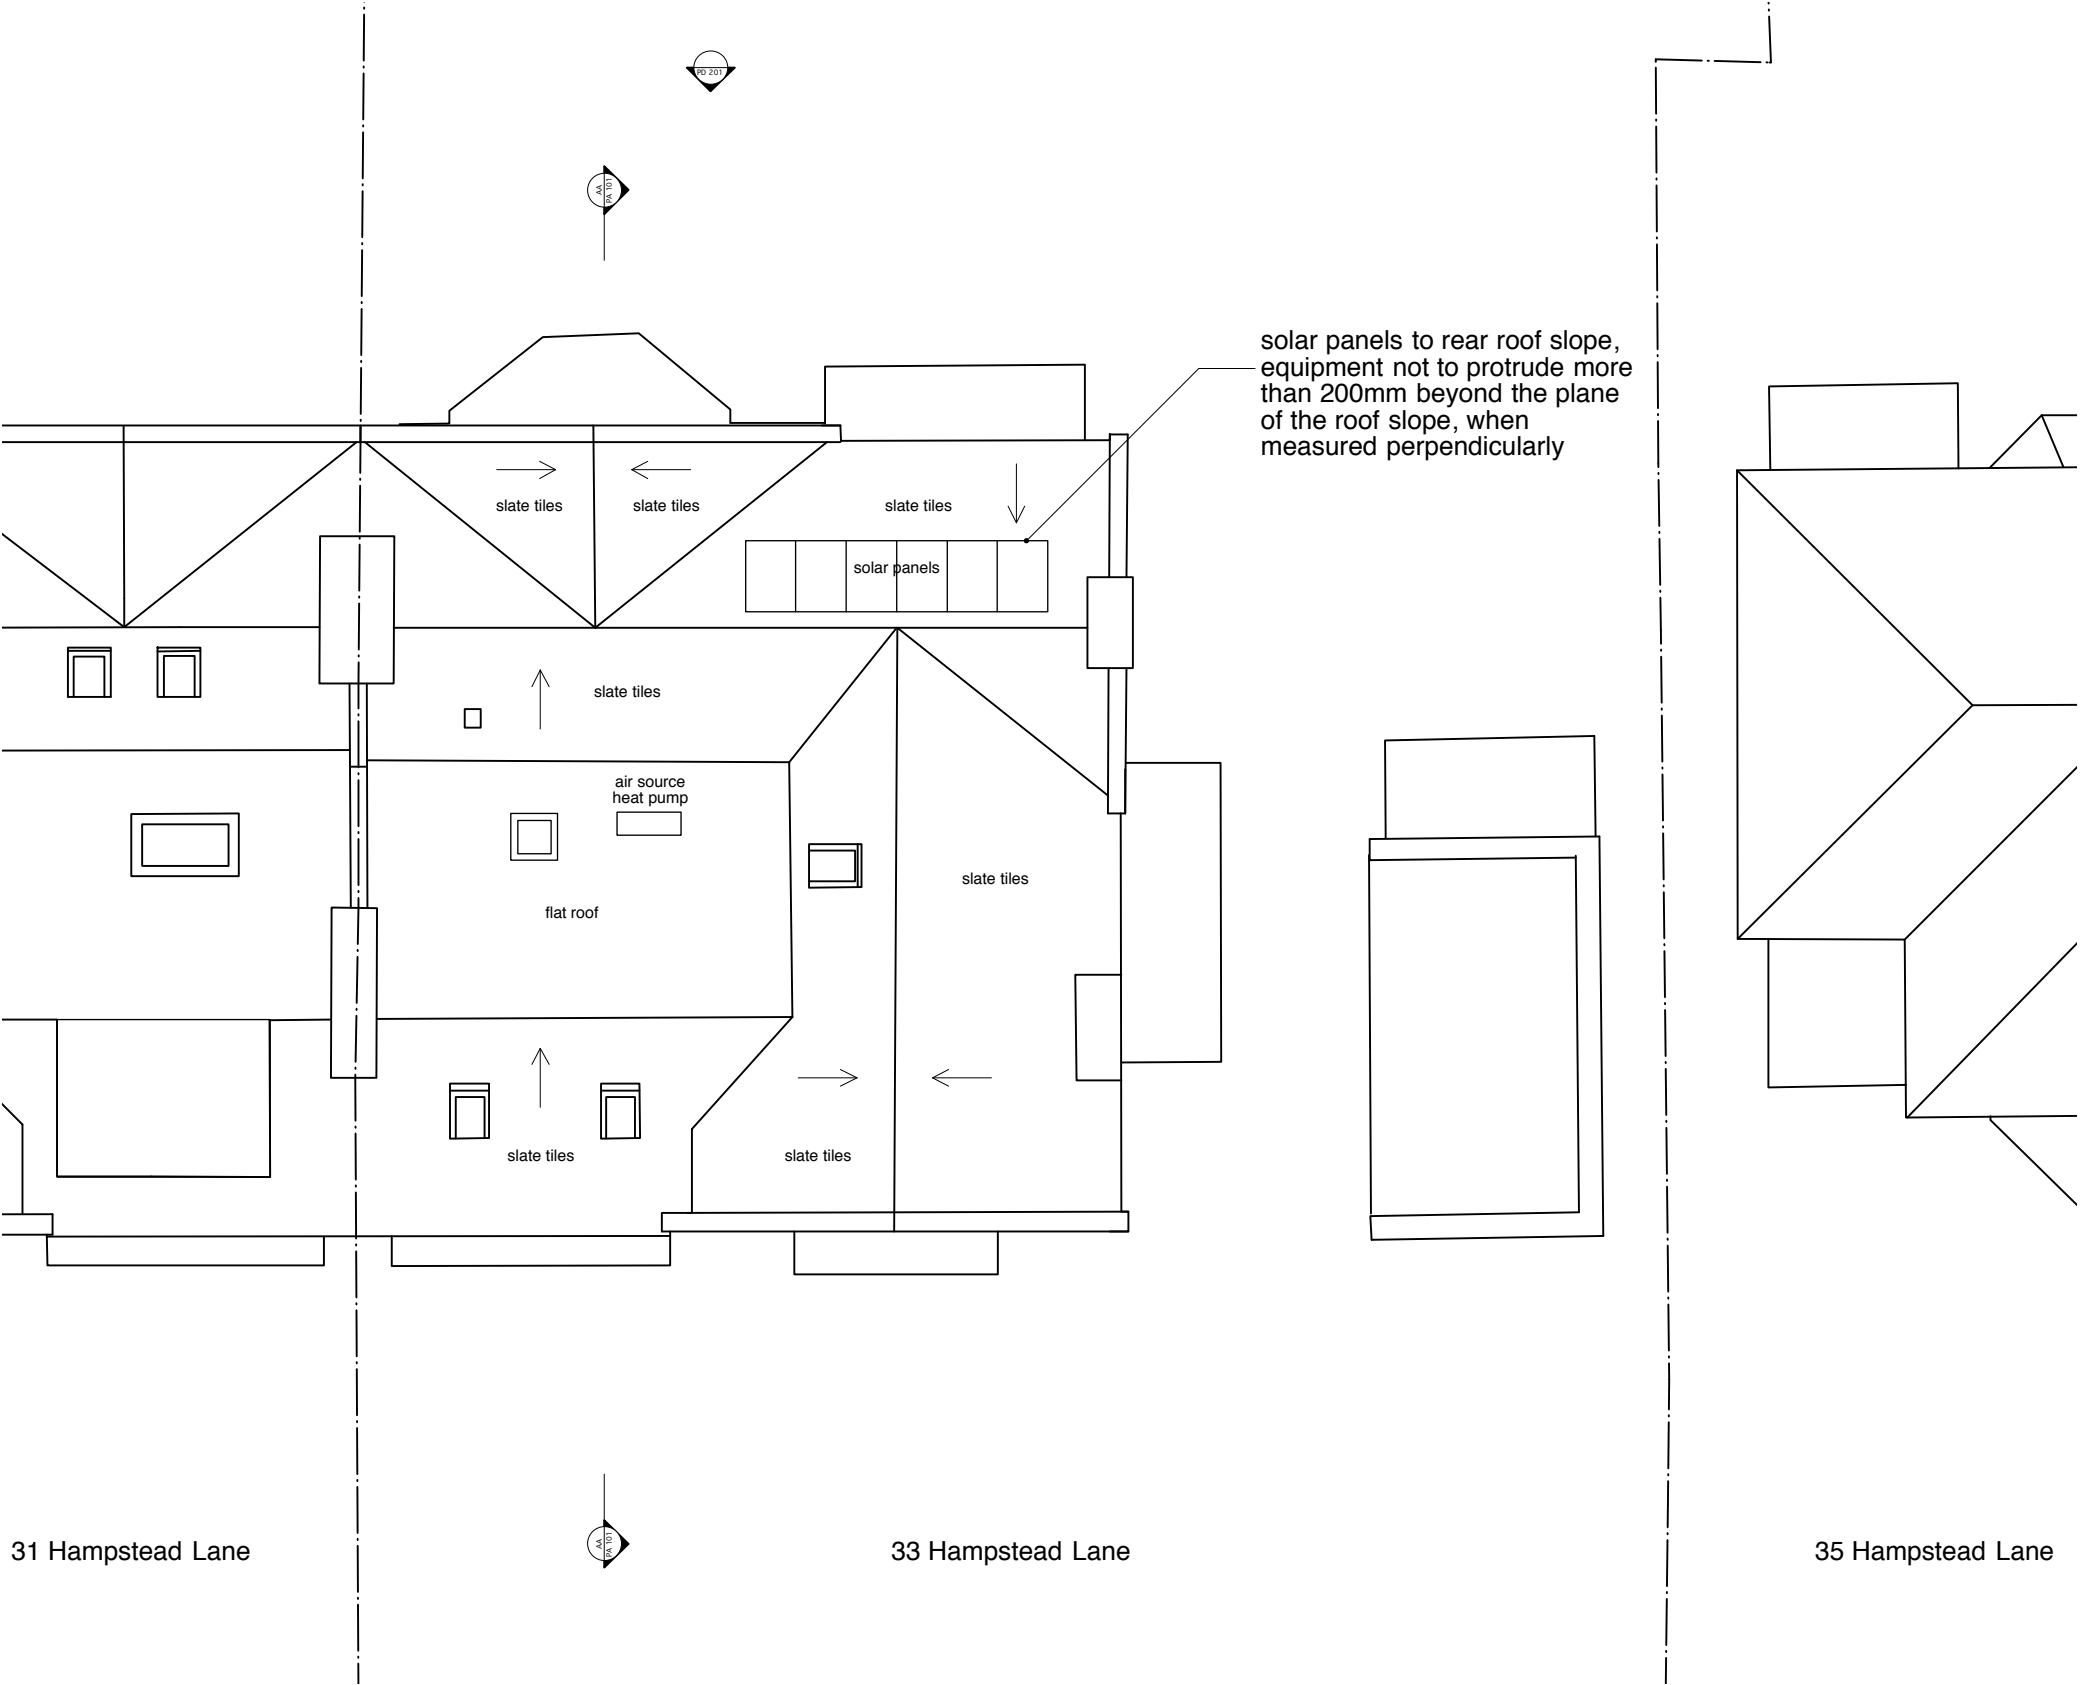 PD 201
AA
PA 101
solar panels to rear roof slope,
equipment not to protrude more
than 200mm beyond the plane
of the roof slope, when
measured perpendicularly
slate tiles
slate tiles
slate tiles
solar panels
slate tiles
air source
heat pump
slate tiles
flat roof
slate tiles
slate tiles
31 Hampstead Lane
AA
PA 101
33 Hampstead Lane
35 Hampstead Lane